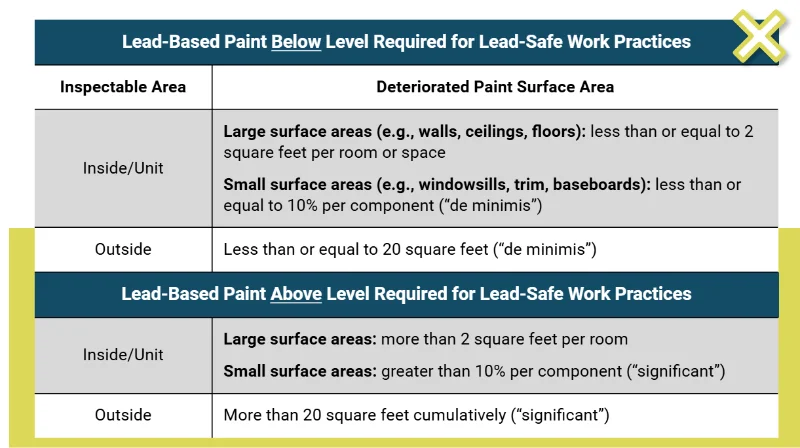 Lead-Based Paint Below Level Required for Lead-Safe Work Practices
Inspectable Area
Deteriorated Paint Surface Area
Inside/Unit
Large surface areas (e.g., walls, ceilings, floors): less than or equal to 2
square feet per room or space
Small surface areas (e.g., windowsills, trim, baseboards): less than or
equal to 10% per component (“de minimis”)
Outside
Less than or equal to 20 square feet (“de minimis”)
Lead-Based Paint Above Level Required for Lead-Safe Work Practices
Inside/Unit
Large surface areas: more than 2 square feet per room
Small surface areas: greater than 10% per component (“significant”)
Outside
More than 20 square feet cumulatively (“significant”)